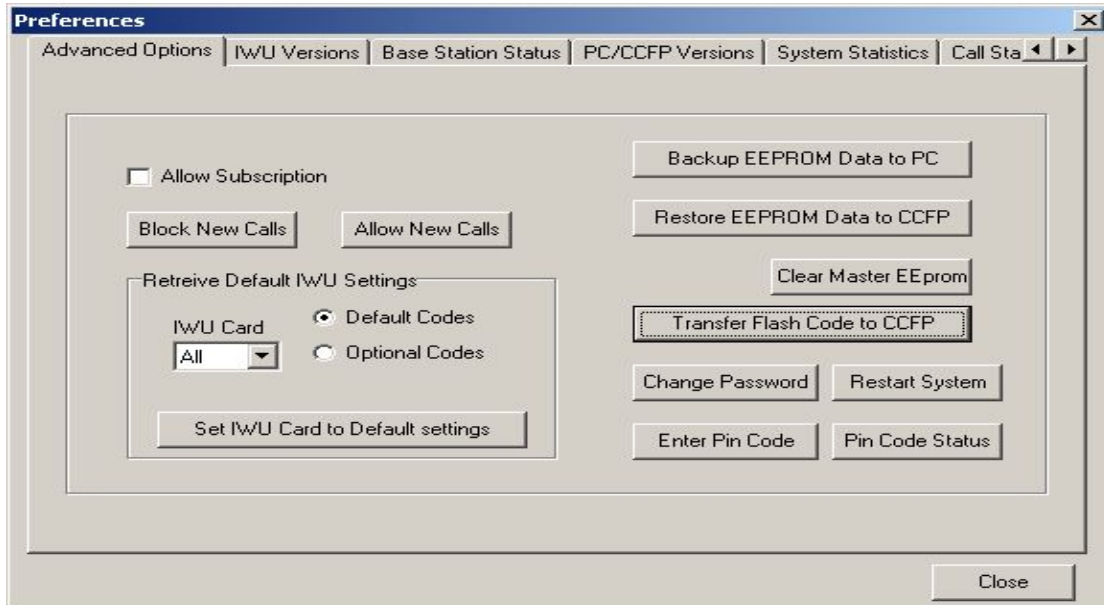 Preferences
Advanced Options IWU Versions Base Station Status PC/CCFP Versions System Statistics Call Sta
Allow Subscription
Block New Calls Allow New Calls
Retreive Default IWU Settings
IWU Card
All
Default Codes
Optional Codes
Set IWU Card to Default settings
Backup EEPROM Data to PC
Restore EEPROM Data to CCFP
Clear Master EEprom
Transfer Flash Code to CCFP
Change Password Restart System
Enter Pin Code Pin Code Status
Close